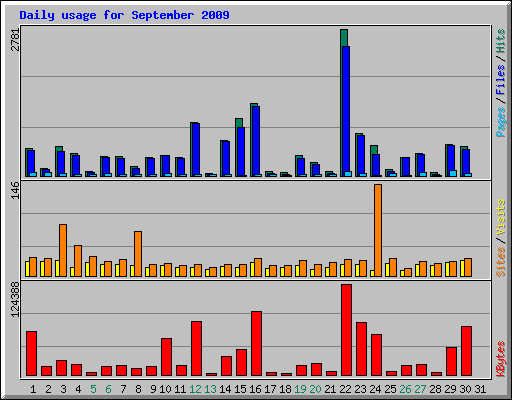 Daily usage for September 2009
2781
Pages / Files / Hits
146
Sites / Visits
124388
KBytes
1 2 3 4 5 6 7 8 9 10 11 12 13 14 15 16 17 18 19 20 21 22 23 24 25 26 27 28 29 30 31